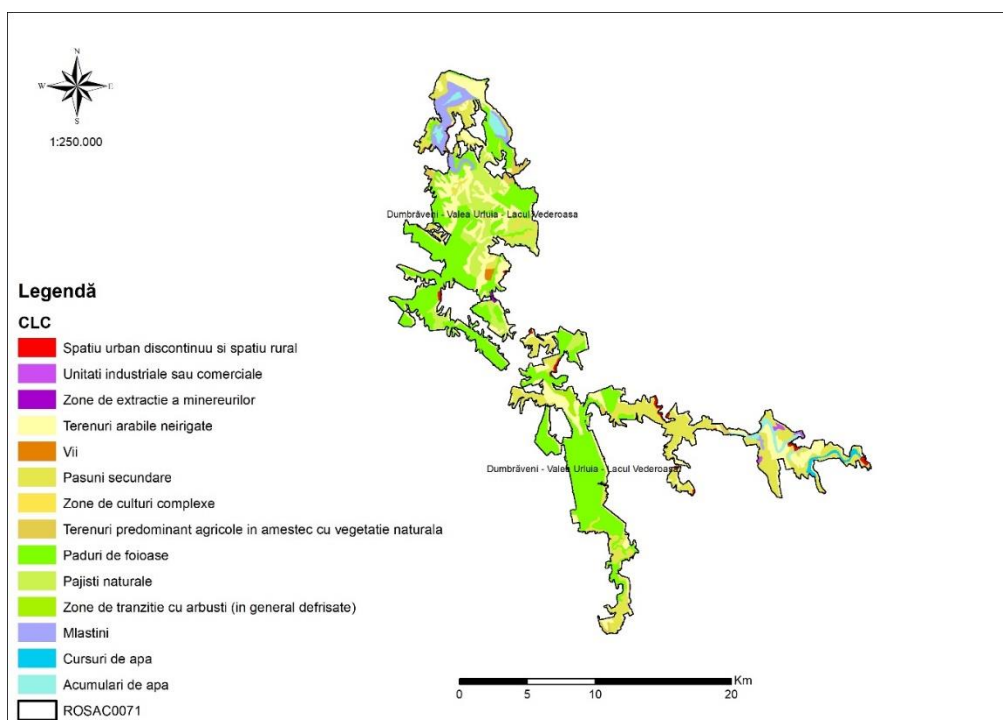 N
W E
S
1:250.000
Dumbrăveni - Valea Urluia - Lacul Vederoasa
Dumbrăveni - Valea Urluia - Lacul Vederoasa
Legendă
CLC
Spatiu urban discontinuu si spatiu rural
Unitati industriale sau comerciale
Zone de extractie a minereurilor
Terenuri arabile neirigate
Vii
Pasuni secundare
Zone de culturi complexe
Terenuri predominant agricole in amestec cu vegetatie naturala
Paduri de foioase
Pajisti naturale
Zone de tranzitie cu arbusti (in general defrisate)
Mlastini
Cursuri de apa
Acumulari de apa
ROSAC0071
Km
0 5 10 20